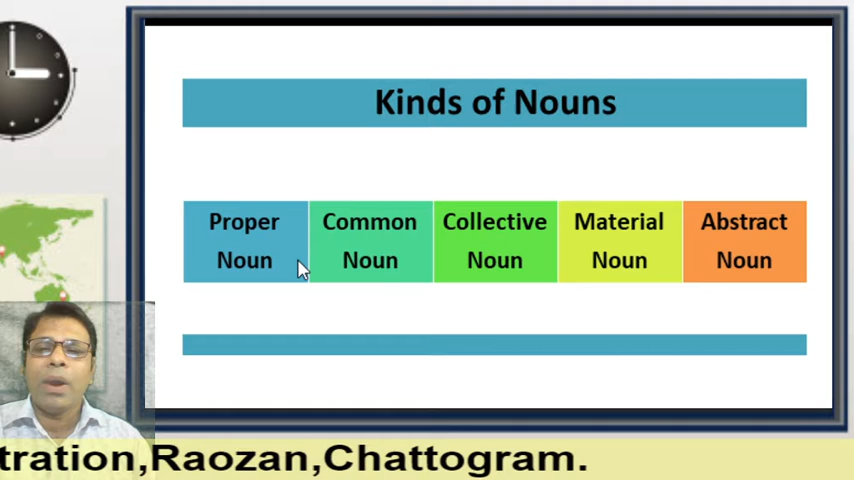 Kinds of Nouns
Proper Common Collective Material Abstract
Noun Noun Noun Noun Noun
tration,Raozan,Chattogram.